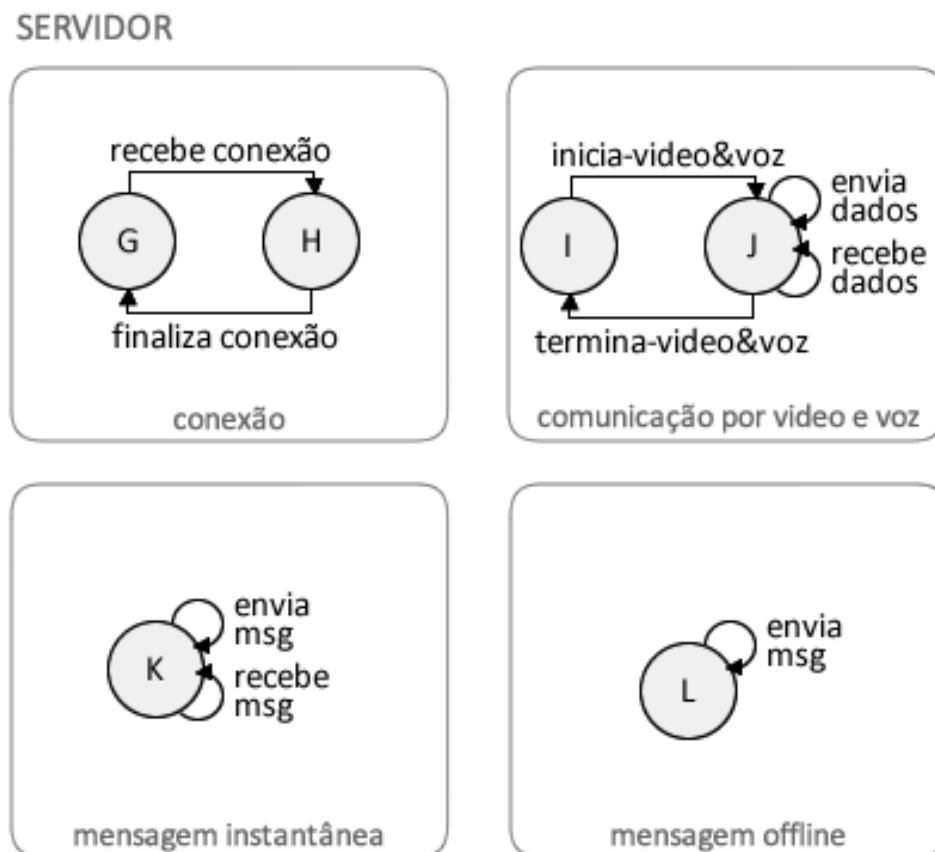 SERVIDOR
recebe conexão
G
H
finaliza conexão
conexão
inicia-video&voz
I
J
envia
dados
recebe
dados
termina-video&voz
comunicação por video e voz
K
envia
msg
recebe
msg
mensagem instantânea
L
envia
msg
mensagem offline